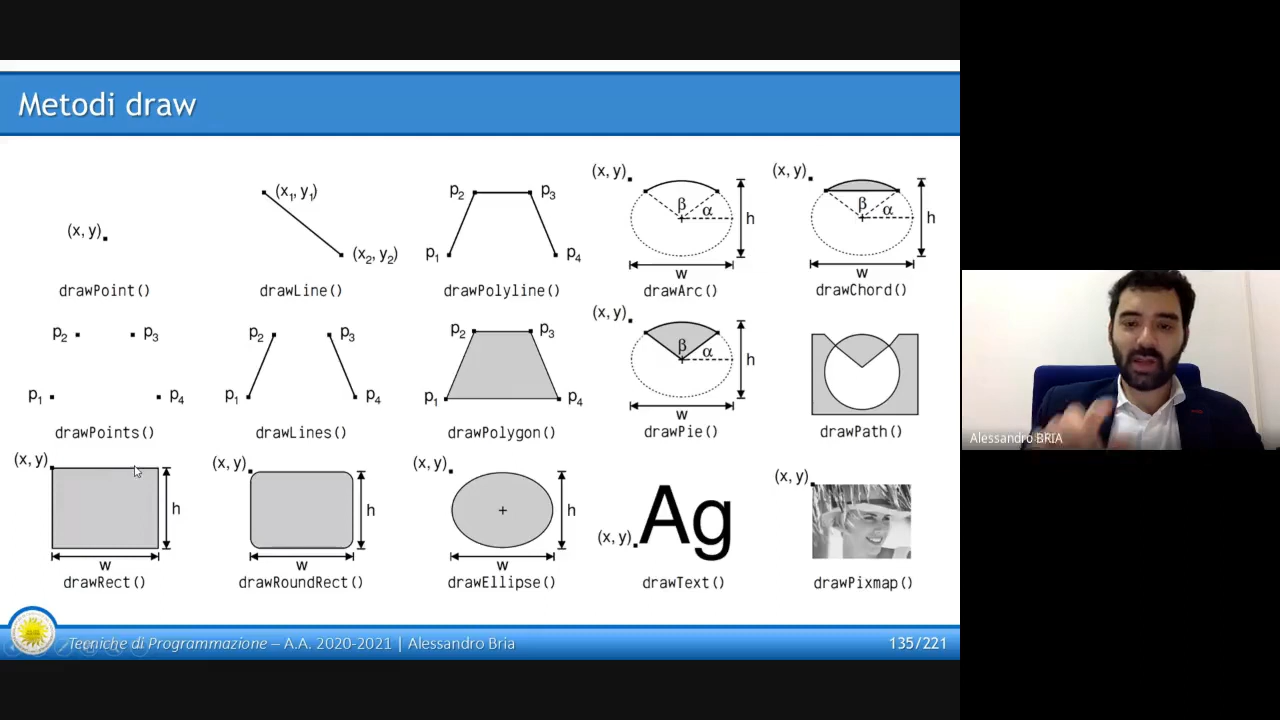 Metodi draw
(x, y)
drawPoint()
(x1, y1)
(x2, y2)
drawLine()
p2 p3
p1 p4
drawPolyline()
(x, y)
β α h
w
drawArc()
(x, y)
β α h
w
drawChord()
p2 p3
p1 p4
drawPoints()
p2 p3
p1 p4
drawLines()
p2 p3
p1 p4
drawPolygon()
(x, y)
β α h
w
drawPie()
drawPath()
(x, y)
h
w
drawRect()
(x, y)
h
w
drawRoundRect()
(x, y)
h
w
drawEllipse()
(x, y) Ag
drawText()
(x, y)
drawPixmap()
Alessandro BRIA
Tecniche di Programmazione – A.A. 2020-2021 | Alessandro Bria
135/221